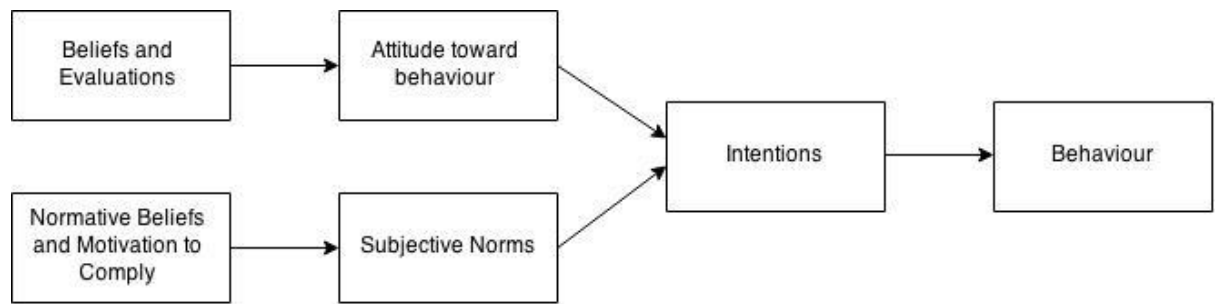 Beliefs and
Evaluations
Attitude toward
behaviour
Intentions
Behaviour
Normative Beliefs
and Motivation to
Comply
Subjective Norms